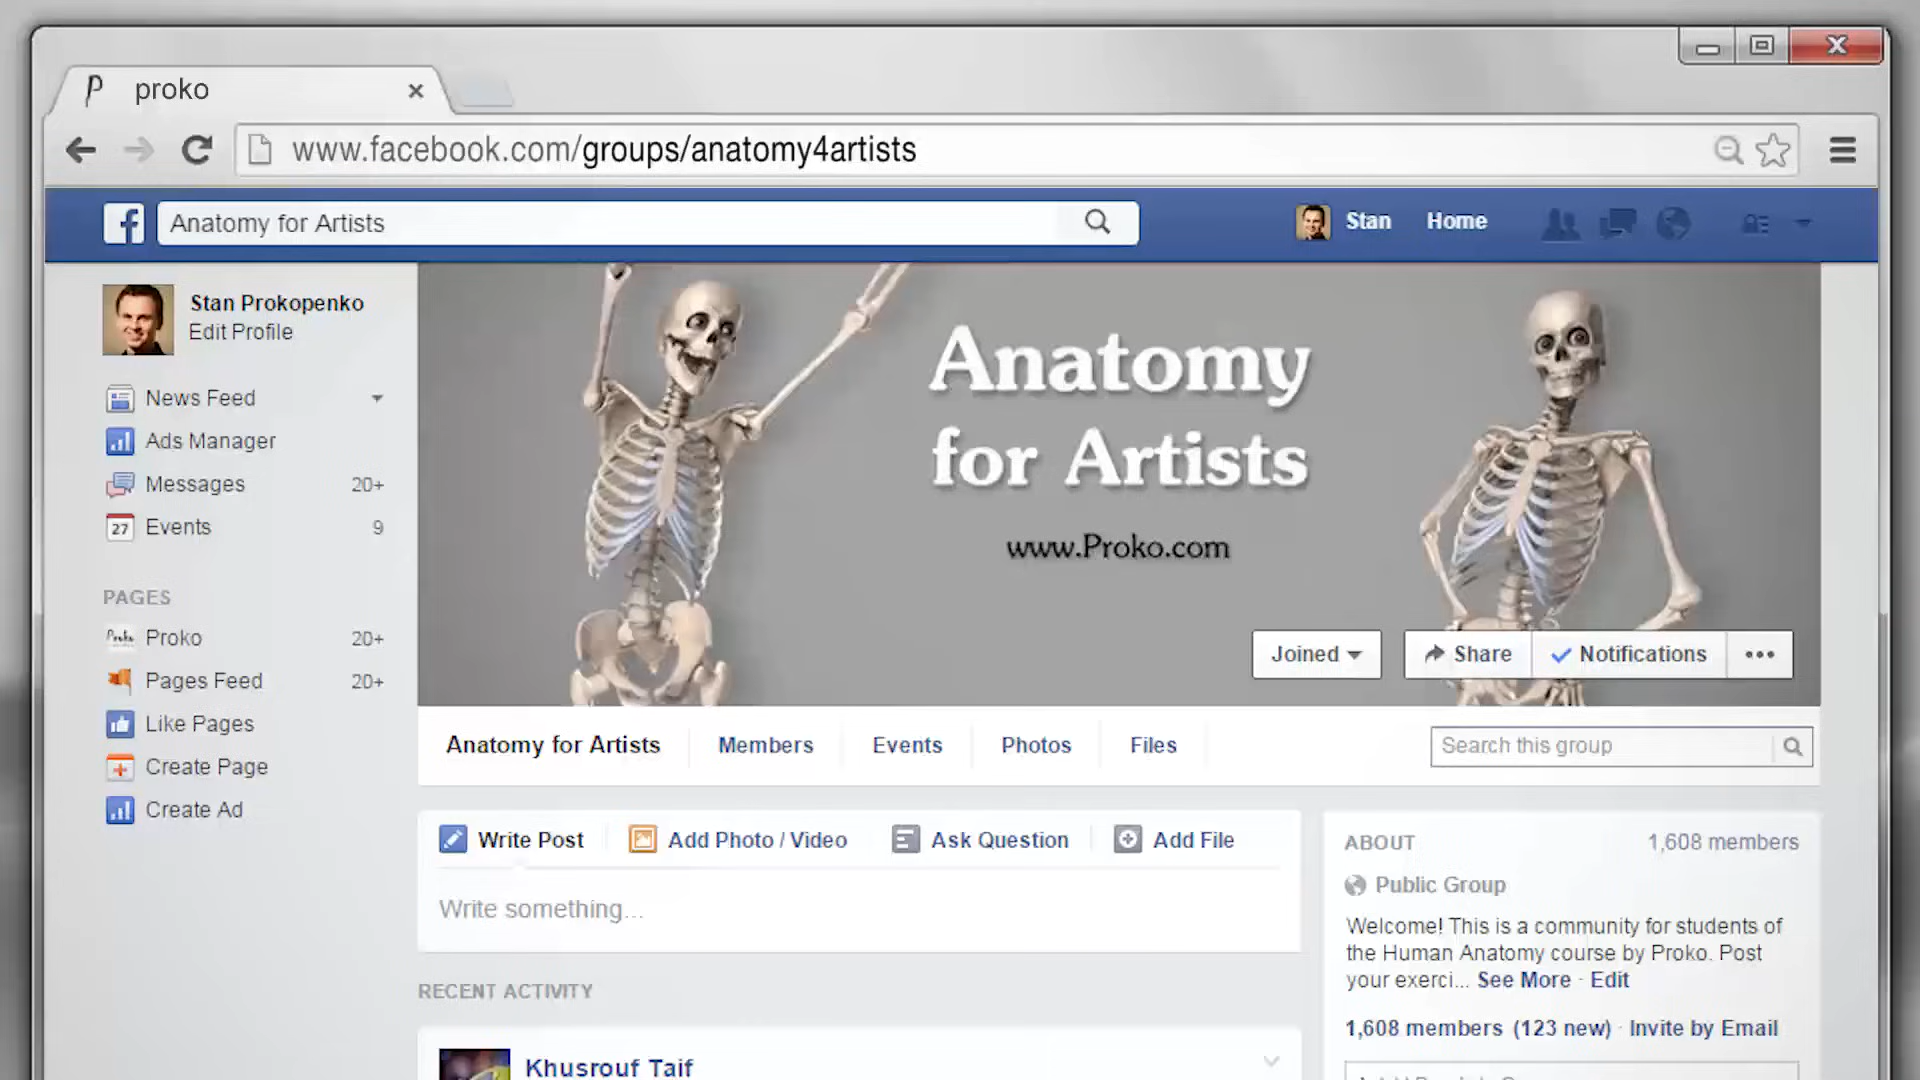 proko
www.facebook.com/groups/anatomy4artists
Anatomy for Artists
Stan Home
Stan Prokopenko
Edit Profile
News Feed
Ads Manager
Messages 20+
27 Events 9
PAGES
Proko 20+
Pages Feed 20+
Like Pages
Create Page
Create Ad
Anatomy
for Artists
www.Proko.com
Joined Share Notifications
Anatomy for Artists Members Events Photos Files Search this group
Write Post Add Photo / Video Ask Question Add File
Write something...
RECENT ACTIVITY
Khusrouf Taif
ABOUT 1,608 members
Public Group
Welcome! This is a community for students of
the Human Anatomy course by Proko. Post
your exerci... See More · Edit
1,608 members (123 new) · Invite by Email